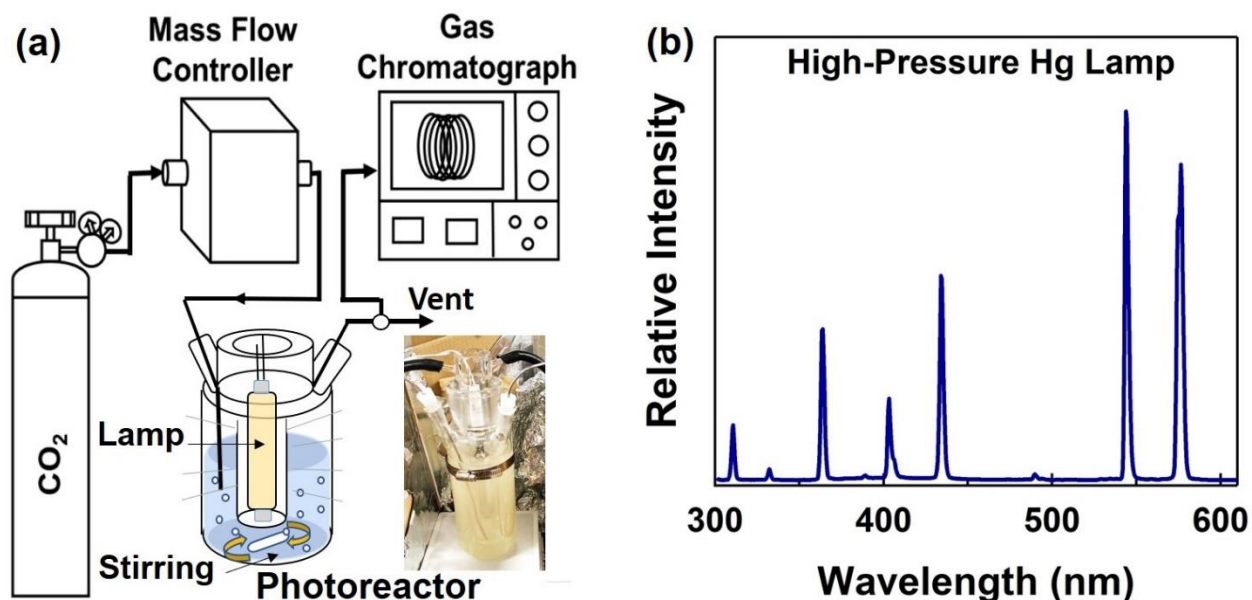 (a)
Mass Flow
Controller
Gas
Chromatograph
Vent
Lamp
CO2
Stirring
Photoreactor
(b)
High-Pressure Hg Lamp
Relative Intensity
300 400 500 600
Wavelength (nm)